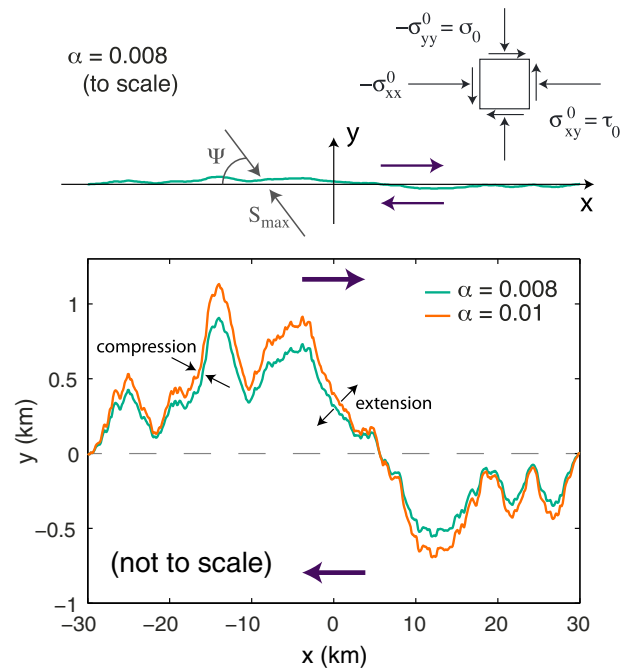 α = 0.008
(to scale)
−σ⁰yy = σ0
−σ⁰xx
σ⁰xy = τ0
y
Ψ
Smax
x
α = 0.008
α = 0.01
compression
extension
(not to scale)
y (km)
1
0.5
0
−0.5
−1
−30
−20
−10
0
10
20
30
x (km)